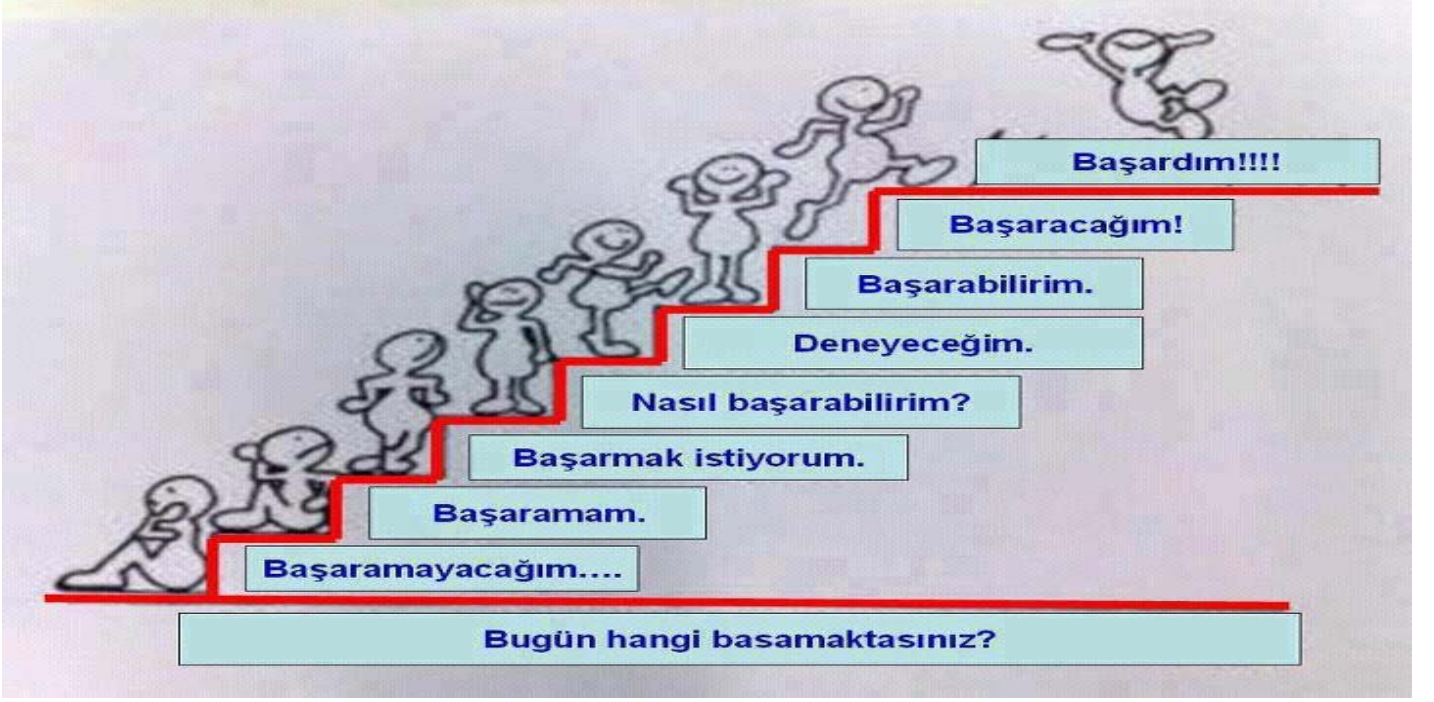 Başardım!!!!
Başaracağım!
Başarabilirim.
Deneyeceğim.
Nasıl başarabilirim?
Başarmak istiyorum.
Başaramam.
Başaramayacağım....
Bugün hangi basamaktasınız?